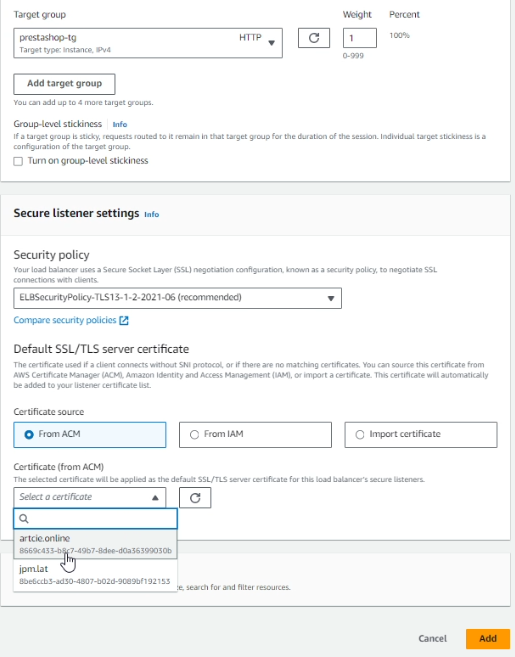 Target group
Weight
Percent
prestashop-tg
HTTP
Target type: Instance, IPv4
1
100%
0-999
Add target group
You can add up to 4 more target groups.
Group-level stickiness
Info
If a target group is sticky, requests routed to it remain in that target group for the duration of the session. Individual target stickiness is a
configuration of the target group.
Turn on group-level stickiness
Secure listener settings Info
Security policy
Your load balancer uses a Secure Socket Layer (SSL) negotiation configuration, known as a security policy, to negotiate SSL
connections with clients.
ELBSecurityPolicy-TLS13-1-2-2021-06 (recommended)
Compare security policies
Default SSL/TLS server certificate
The certificate used if a client connects without SNI protocol, or if there are no matching certificates. You can source this certificate from
AWS Certificate Manager (ACM), Amazon Identity and Access Management (IAM), or import a certificate. This certificate will automatically
be added to your listener certificate list.
Certificate source
From ACM
From IAM
Import certificate
Certificate (from ACM)
The selected certificate will be applied as the default SSL/TLS server certificate for this load balancer's secure listeners.
Select a certificate
artcie.online
8669c433-b8c7-49b7-8dee-d0a36399030b
jpm.lat
8be6ccb3-ad30-4807-b02d-9089bf192153
, search for and filter resources.
Cancel
Add